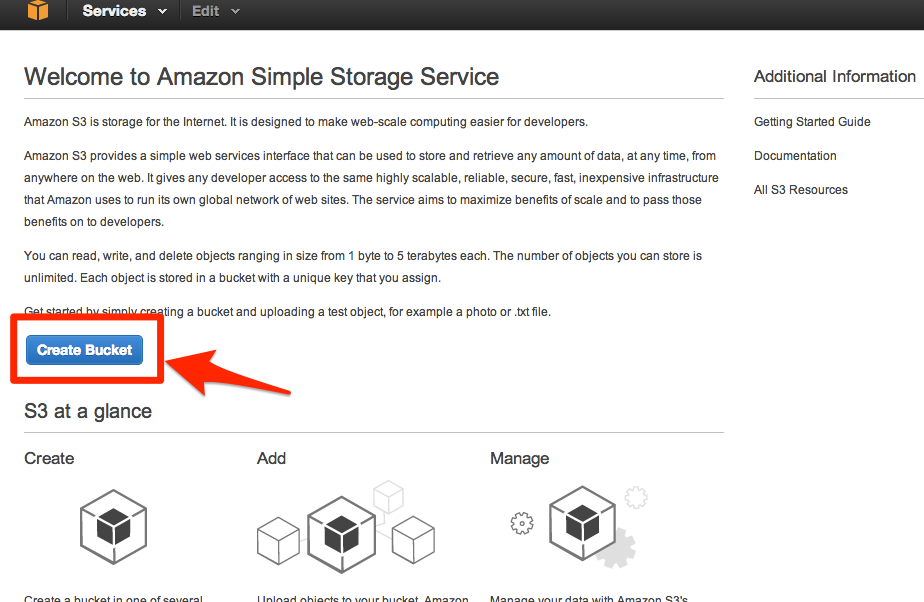 Services Edit
Welcome to Amazon Simple Storage Service
Amazon S3 is storage for the Internet. It is designed to make web-scale computing easier for developers.
Amazon S3 provides a simple web services interface that can be used to store and retrieve any amount of data, at any time, from
anywhere on the web. It gives any developer access to the same highly scalable, reliable, secure, fast, inexpensive infrastructure
that Amazon uses to run its own global network of web sites. The service aims to maximize benefits of scale and to pass those
benefits on to developers.
You can read, write, and delete objects ranging in size from 1 byte to 5 terabytes each. The number of objects you can store is
unlimited. Each object is stored in a bucket with a unique key that you assign.
Get started by simply creating a bucket and uploading a test object, for example a photo or .txt file.
Create Bucket
S3 at a glance
Create
Add
Manage
Create a bucket in one of several
Upload objects to your bucket. Amazon
Manage your data with Amazon S3's
Additional Information
Getting Started Guide
Documentation
All S3 Resources